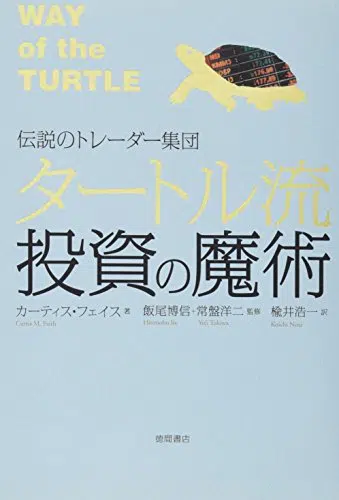 WAY
of the
TURTLE
伝説のトレーダー集団
タートル流
投資の魔術
カーティス・フェイス 著 飯尾博信+常盤洋二 監修 楡井浩一 訳
Curtis M. Faith Hironobu Iio Yoji Tokiwa Koichi Nirei
徳間書店